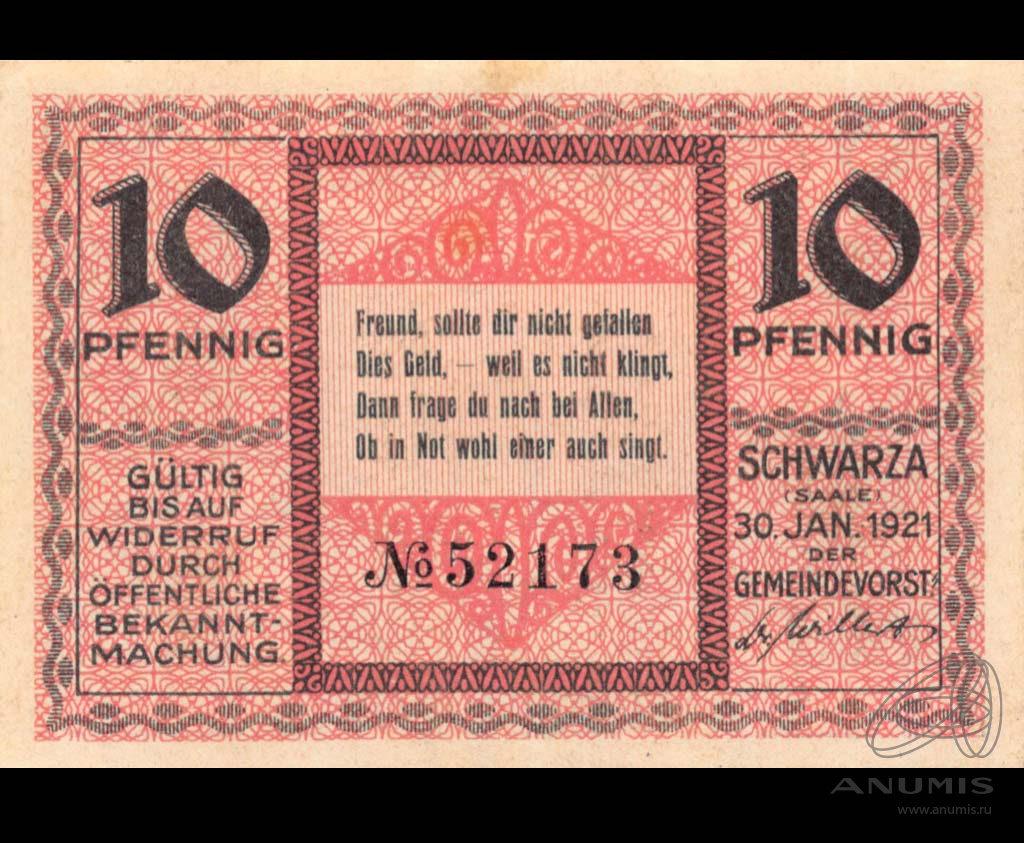 10
PFENNIG
GÜLTIG
BIS AUF
WIDERRUF
DURCH
ÖFFENTLICHE
BEKANNT-
MACHUNG.
Freund, sollte dir nicht gefallen
Dies Geld, — weil es nicht klingt,
Dann frage du nach bei Allen,
Ob in Not wohl einer auch singt.
№ 52173
10
PFENNIG
SCHWARZA
(SAALE)
30. JAN. 1921
DER
GEMEINDEVORST.
ANUMIS
www.anumis.ru